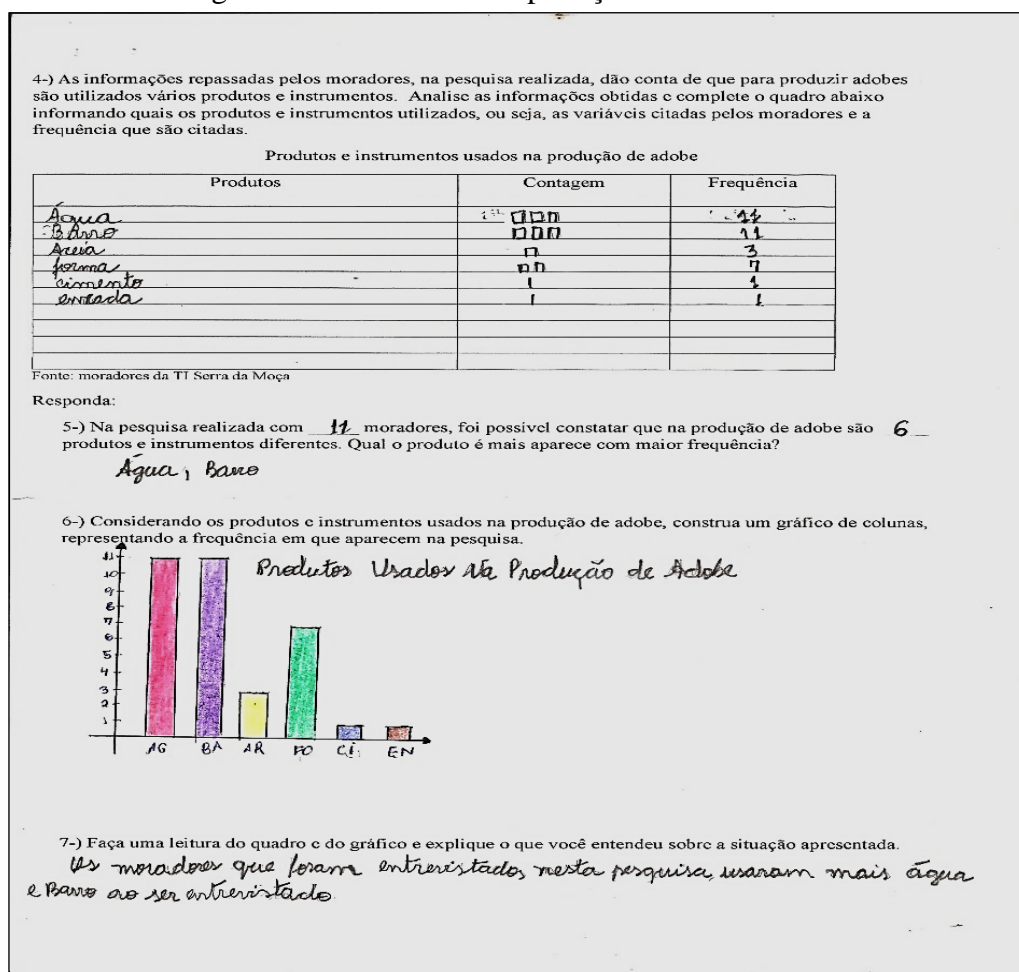 4-) As informações repassadas pelos moradores, na pesquisa realizada, dão conta de que para produzir adobes
são utilizados vários produtos e instrumentos. Analise as informações obtidas e complete o quadro abaixo
informando quais os produtos e instrumentos utilizados, ou seja, as variáveis citadas pelos moradores e a
frequência que são citadas.
Produtos e instrumentos usados na produção de adobe
Produtos Contagem Frequência
Água 11
Barro 11
Areia 3
forma 7
cimento 1 1
enxada 1 1
Fonte: moradores da TI Serra da Moça
Responda:
5-) Na pesquisa realizada com 11 moradores, foi possível constatar que na produção de adobe são 6
produtos e instrumentos diferentes. Qual o produto é mais aparece com maior frequência?
Água, Barro
6-) Considerando os produtos e instrumentos usados na produção de adobe, construa um gráfico de colunas,
representando a frequência em que aparecem na pesquisa.
Produtos Usados Na Produção de Adobe
11
10
9
8
7
6
5
4
3
2
1
AG BA AR FO CI EN
7-) Faça uma leitura do quadro e do gráfico e explique o que você entendeu sobre a situação apresentada.
Os moradores que foram entrevistados nesta pesquisa, usaram mais água
e Barro ao ser entrevistado